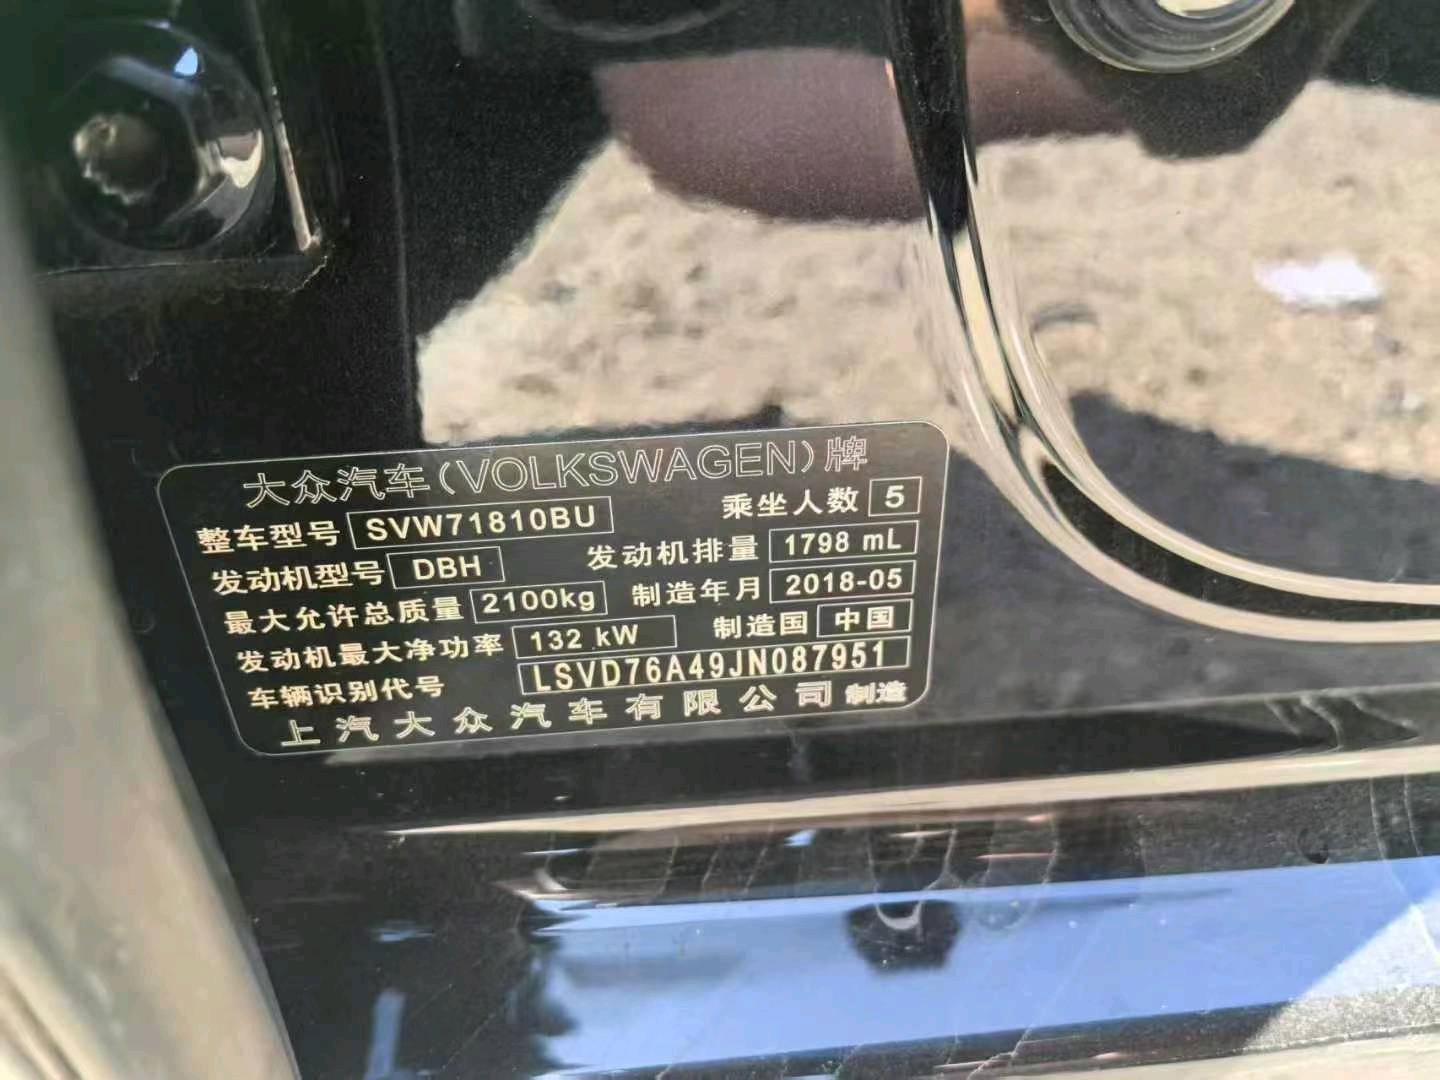 大众汽车(VOLKSWAGEN)牌
整车型号 SVW71810BU 乘坐人数 5
发动机型号 DBH 发动机排量 1798 mL
最大允许总质量 2100kg 制造年月 2018-05
发动机最大净功率 132 kW 制造国 中国
车辆识别代号 LSVD76A49JN087951
上汽大众汽车有限公司 制造